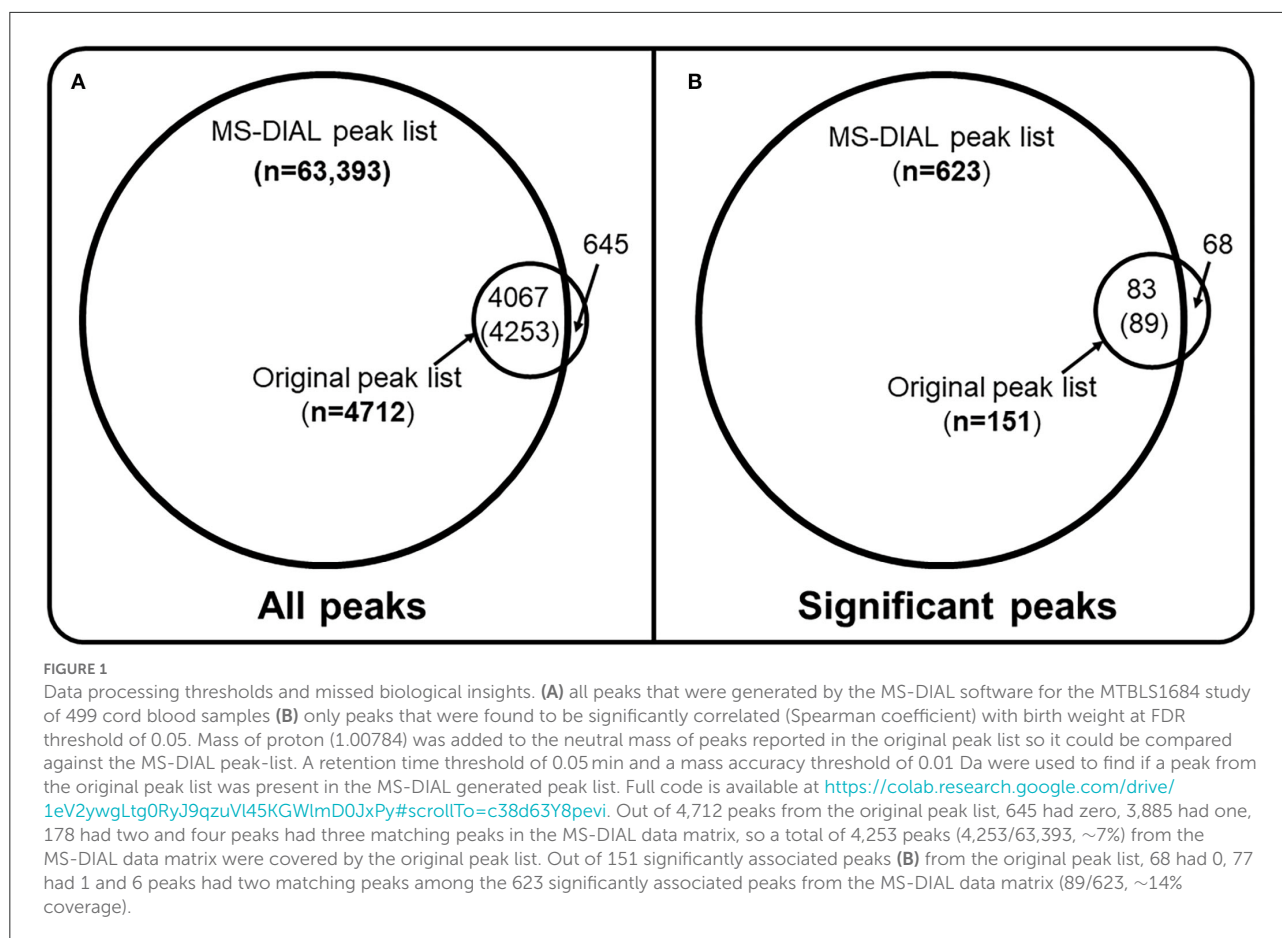 A
MS-DIAL peak list
(n=63,393)
645
4067
(4253)
Original peak list
(n=4712)
All peaks
B
MS-DIAL peak list
(n=623)
68
83
(89)
Original peak list
(n=151)
Significant peaks
FIGURE 1
Data processing thresholds and missed biological insights. (A) all peaks that were generated by the MS-DIAL software for the MTBLS1684 study
of 499 cord blood samples (B) only peaks that were found to be significantly correlated (Spearman coefficient) with birth weight at FDR
threshold of 0.05. Mass of proton (1.00784) was added to the neutral mass of peaks reported in the original peak list so it could be compared
against the MS-DIAL peak-list. A retention time threshold of 0.05 min and a mass accuracy threshold of 0.01 Da were used to find if a peak from
the original peak list was present in the MS-DIAL generated peak list. Full code is available at https://colab.research.google.com/drive/
1eV2ywgLtg0RyJ9qzuVl45KGWlmD0JxPy#scrollTo=c38d63Y8pevi. Out of 4,712 peaks from the original peak list, 645 had zero, 3,885 had one,
178 had two and four peaks had three matching peaks in the MS-DIAL data matrix, so a total of 4,253 peaks (4,253/63,393, ∼7%) from the
MS-DIAL data matrix were covered by the original peak list. Out of 151 significantly associated peaks (B) from the original peak list, 68 had 0, 77
had 1 and 6 peaks had two matching peaks among the 623 significantly associated peaks from the MS-DIAL data matrix (89/623, ∼14%
coverage).